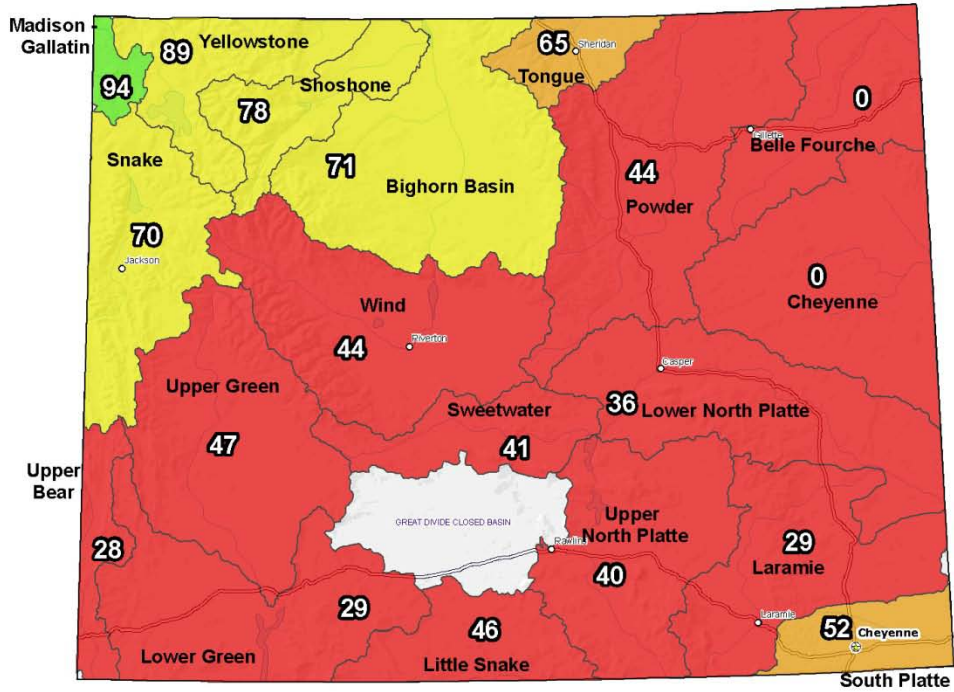 Madison
Gallatin
89
Yellowstone
65
Sheridan
Tongue
94
Shoshone
78
0
Gillette
Belle Fourche
Snake
71
Bighorn Basin
44
Powder
70
Jackson
0
Cheyenne
Wind
44
Riverton
Casper
Upper Green
36
Lower North Platte
Sweetwater
47
41
Upper
Bear
GREAT DIVIDE CLOSED BASIN
Upper
North Platte
Rawlins
28
29
Laramie
29
40
46
Laramie
52
Cheyenne
Lower Green
Little Snake
South Platte